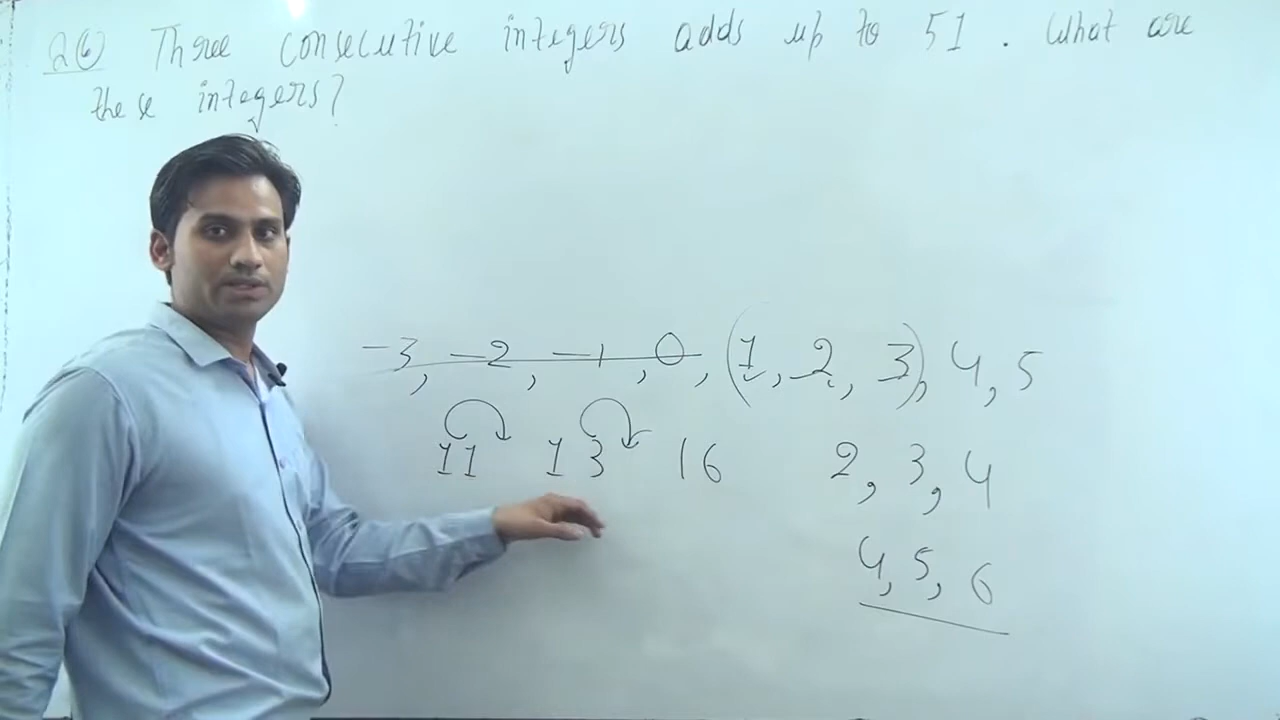 Q 6 Three consecutive integers adds up to 51 . What are
these integers?
-3, -2, -1, 0, (1, 2, 3), 4, 5
11 13 16 2, 3, 4
4, 5, 6